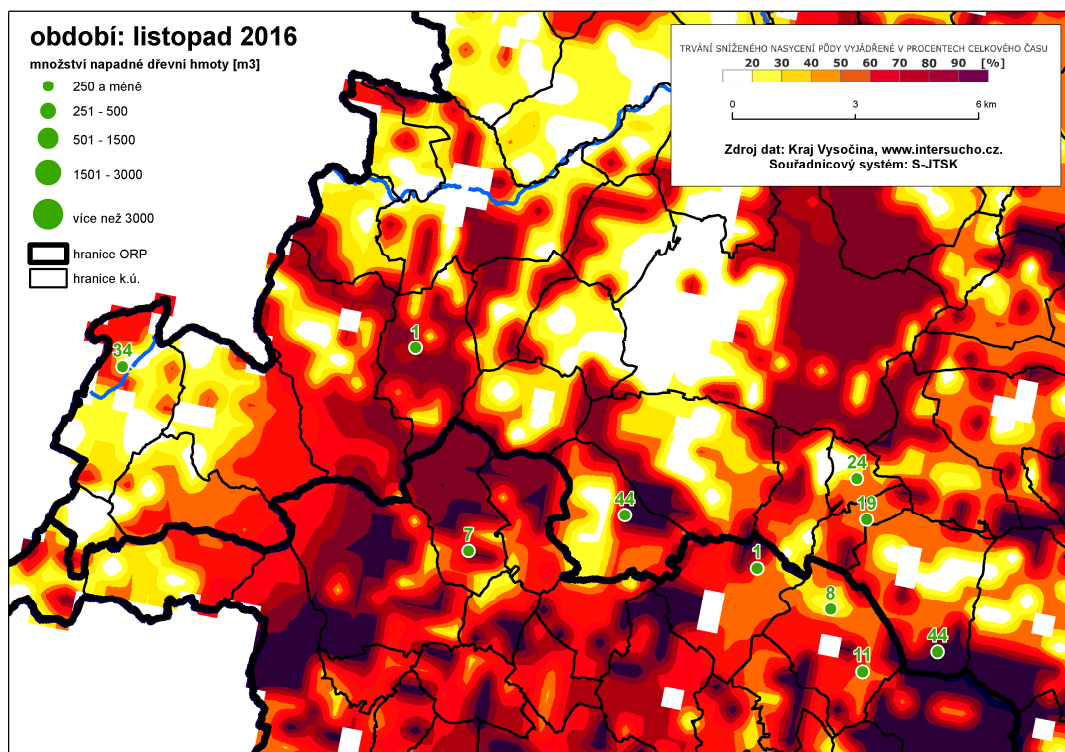 období: listopad 2016
množství napadné dřevní hmoty [m3]
250 a méně
251 - 500
501 - 1500
1501 - 3000
více než 3000
hranicc ORP
hranice k.ú.
TRVÁNÍ SNÍŽENÉHO NASYCENÍ PŮDY VYJÁDŘENÉ V PROCENTECH CELKOVÉHO ČASU
20 30 40 50 60 70 80 90 [%]
0 3 6 km
Zdroj dat: Kraj Vysočina, www.intersucho.cz.
Souřadnicový systém: S-JTSK
1
34
24
44
19
7
1
8
44
11